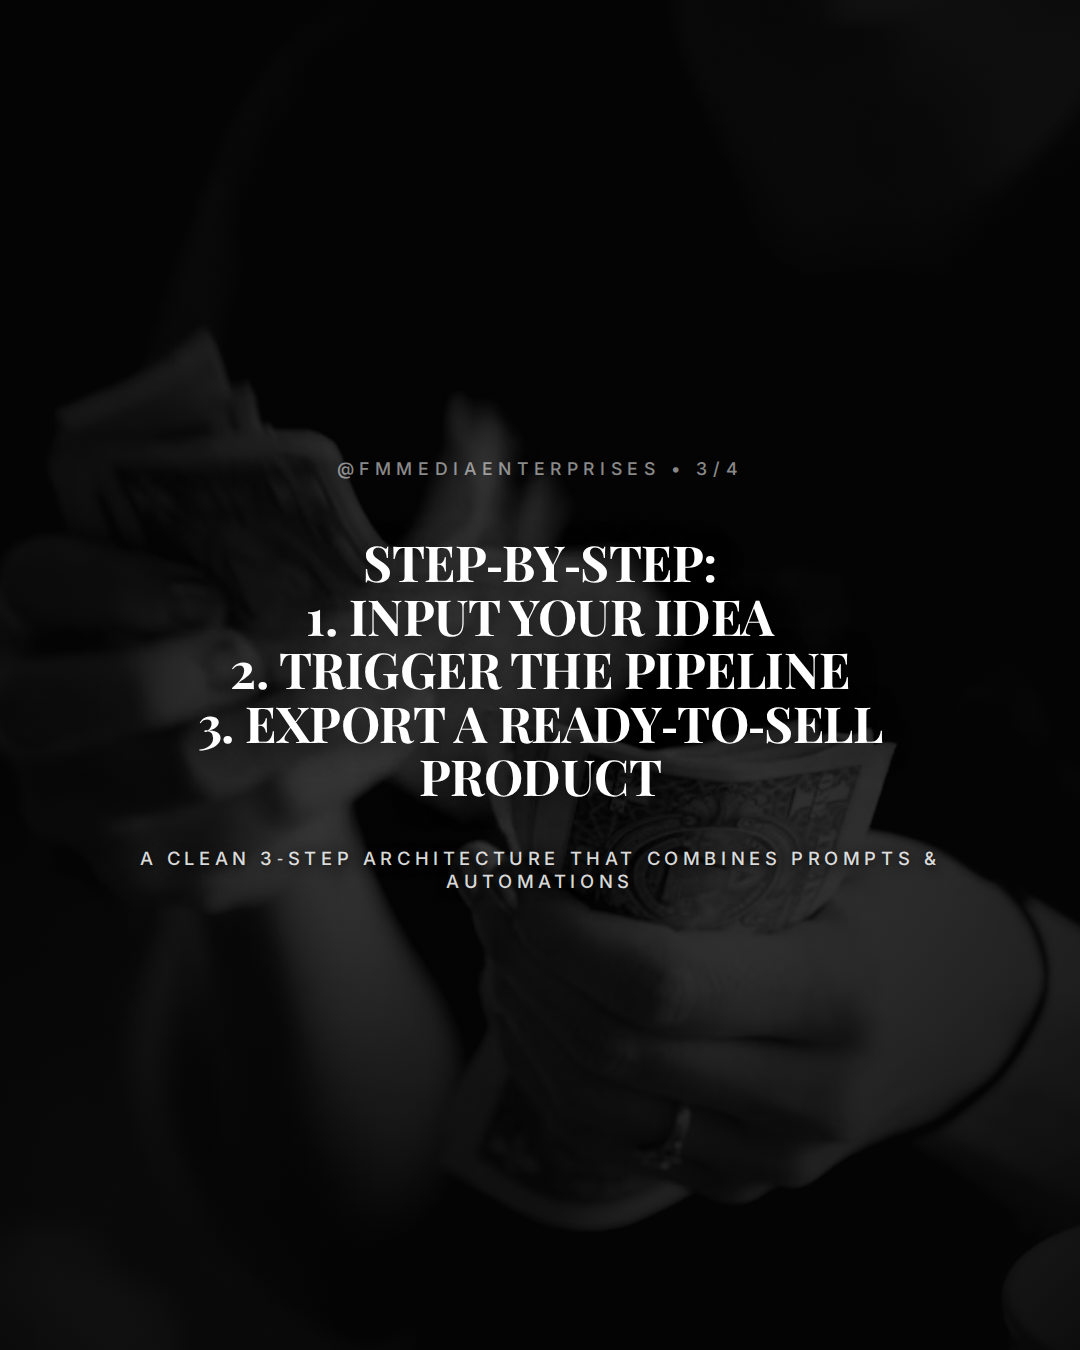 @FMMEDIAENTERPRISES • 3/4
STEP-BY-STEP:
1. INPUT YOUR IDEA
2. TRIGGER THE PIPELINE
3. EXPORT A READY-TO-SELL
PRODUCT
A CLEAN 3-STEP ARCHITECTURE THAT COMBINES PROMPTS &
AUTOMATIONS